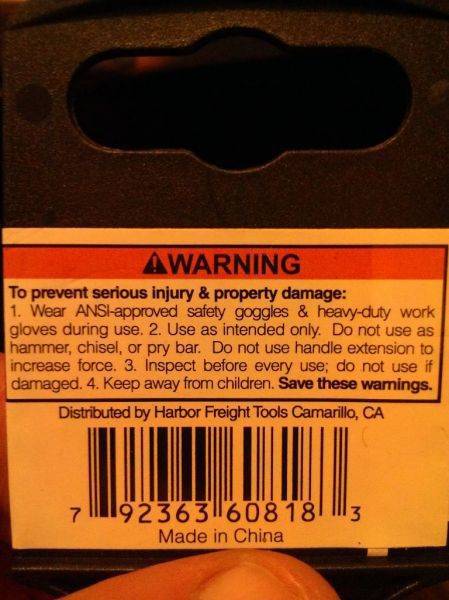 ⚠WARNING
To prevent serious injury & property damage:
1. Wear ANSI-approved safety goggles & heavy-duty work
gloves during use. 2. Use as intended only. Do not use as
hammer, chisel, or pry bar. Do not use handle extension to
increase force. 3. Inspect before every use; do not use if
damaged. 4. Keep away from children. Save these warnings.
Distributed by Harbor Freight Tools Camarillo, CA
7 92363 60818 3
Made in China